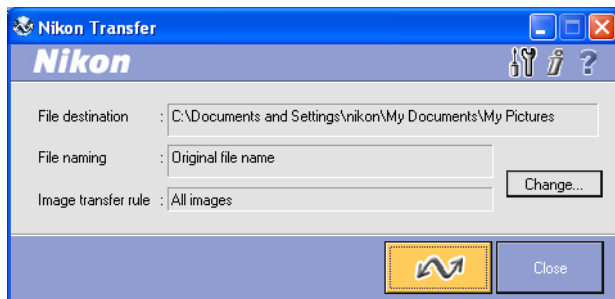 Nikon Transfer
Nikon
File destination : C:\Documents and Settings\nikon\My Documents\My Pictures
File naming : Original file name
Change...
Image transfer rule : All images
Close